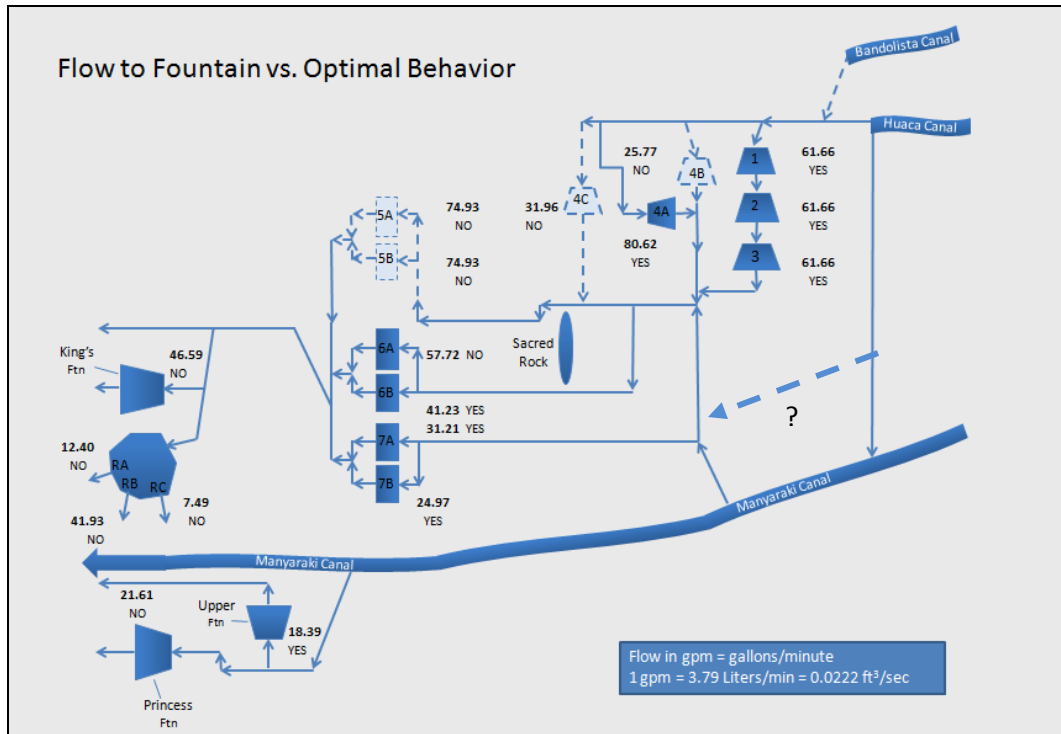 Bandolista Canal
Flow to Fountain vs. Optimal Behavior
Huaca Canal
25.77
NO
4B
1
61.66
YES
4C
74.93
NO
31.96
NO
4A
2
61.66
YES
5A
80.62
YES
3
61.66
YES
5B
74.93
NO
King's
Ftn
46.59
NO
6A
57.72 NO
Sacred
Rock
6B
41.23 YES
31.21 YES
?
12.40
NO
RA
RB
RC
7A
7B
7.49
NO
24.97
YES
41.93
NO
Manyaraki Canal
Manyaraki Canal
21.61
NO
Upper
Ftn
18.39
YES
Princess
Ftn
Flow in gpm = gallons/minute
1 gpm = 3.79 Liters/min = 0.0222 ft³/sec